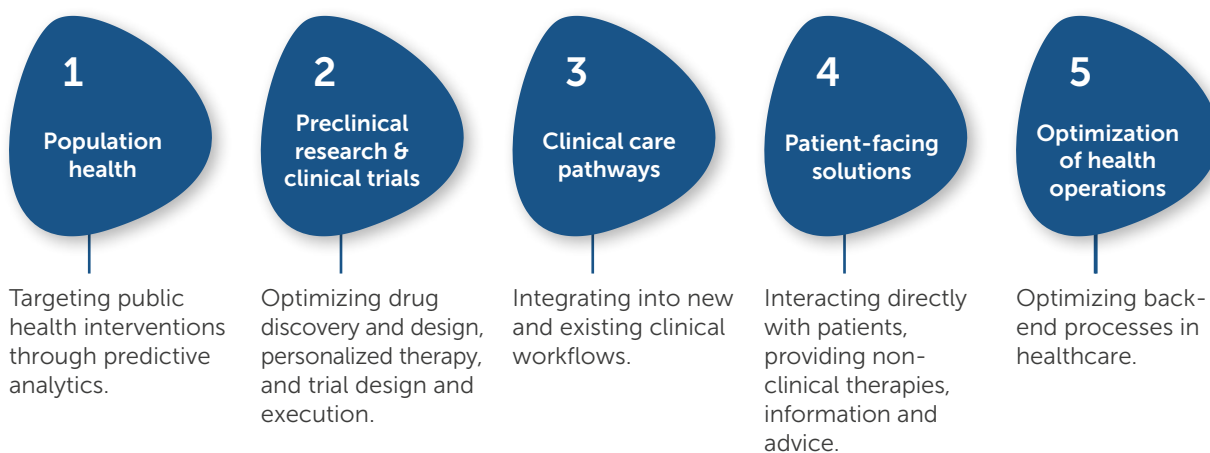 1
Population
health
Targeting public
health interventions
through predictive
analytics.
2
Preclinical
research &
clinical trials
Optimizing drug
discovery and design,
personalized therapy,
and trial design and
execution.
3
Clinical care
pathways
Integrating into new
and existing clinical
workflows.
4
Patient-facing
solutions
Interacting directly
with patients,
providing non-
clinical therapies,
information and
advice.
5
Optimization
of health
operations
Optimizing back-
end processes in
healthcare.